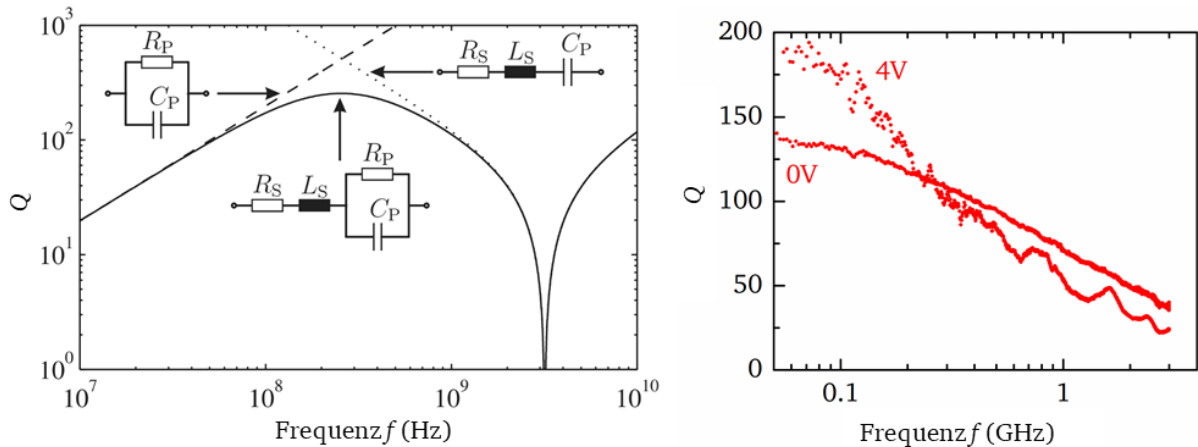 10³
10²
10¹
10⁰
Q
10⁷
10⁸
10⁹
10¹⁰
Frequenz f (Hz)
R_P
C_P
R_S L_S C_P
R_P
R_S L_S
C_P
200
150
100
50
0
Q
4V
0V
0.1
1
Frequenz f (GHz)